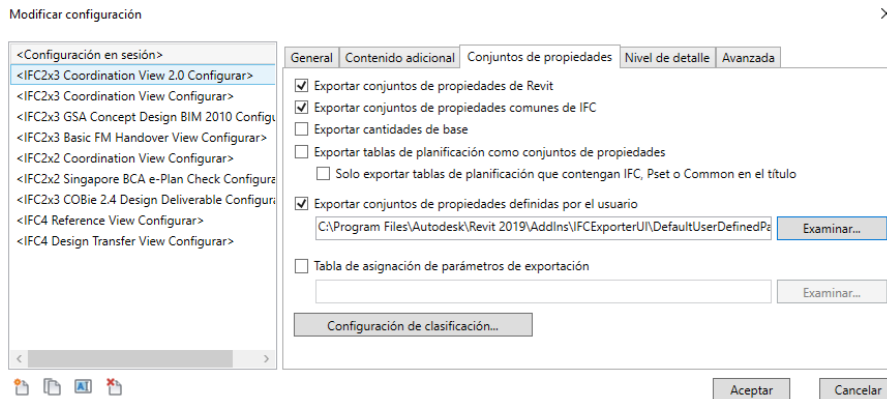 Modificar configuración
<Configuración en sesión>
<IFC2x3 Coordination View 2.0 Configurar>
<IFC2x3 Coordination View Configurar>
<IFC2x3 GSA Concept Design BIM 2010 Configu
<IFC2x3 Basic FM Handover View Configurar>
<IFC2x2 Coordination View Configurar>
<IFC2x2 Singapore BCA e-Plan Check Configura
<IFC2x3 COBie 2.4 Design Deliverable Configura
<IFC4 Reference View Configurar>
<IFC4 Design Transfer View Configurar>
General Contenido adicional Conjuntos de propiedades Nivel de detalle Avanzada
Exportar conjuntos de propiedades de Revit
Exportar conjuntos de propiedades comunes de IFC
Exportar cantidades de base
Exportar tablas de planificación como conjuntos de propiedades
Solo exportar tablas de planificación que contengan IFC, Pset o Common en el título
Exportar conjuntos de propiedades definidas por el usuario
C:\Program Files\Autodesk\Revit 2019\AddIns\IFCExporterUI\DefaultUserDefinedPa Examinar...
Tabla de asignación de parámetros de exportación
Examinar...
Configuración de clasificación...
Aceptar Cancelar